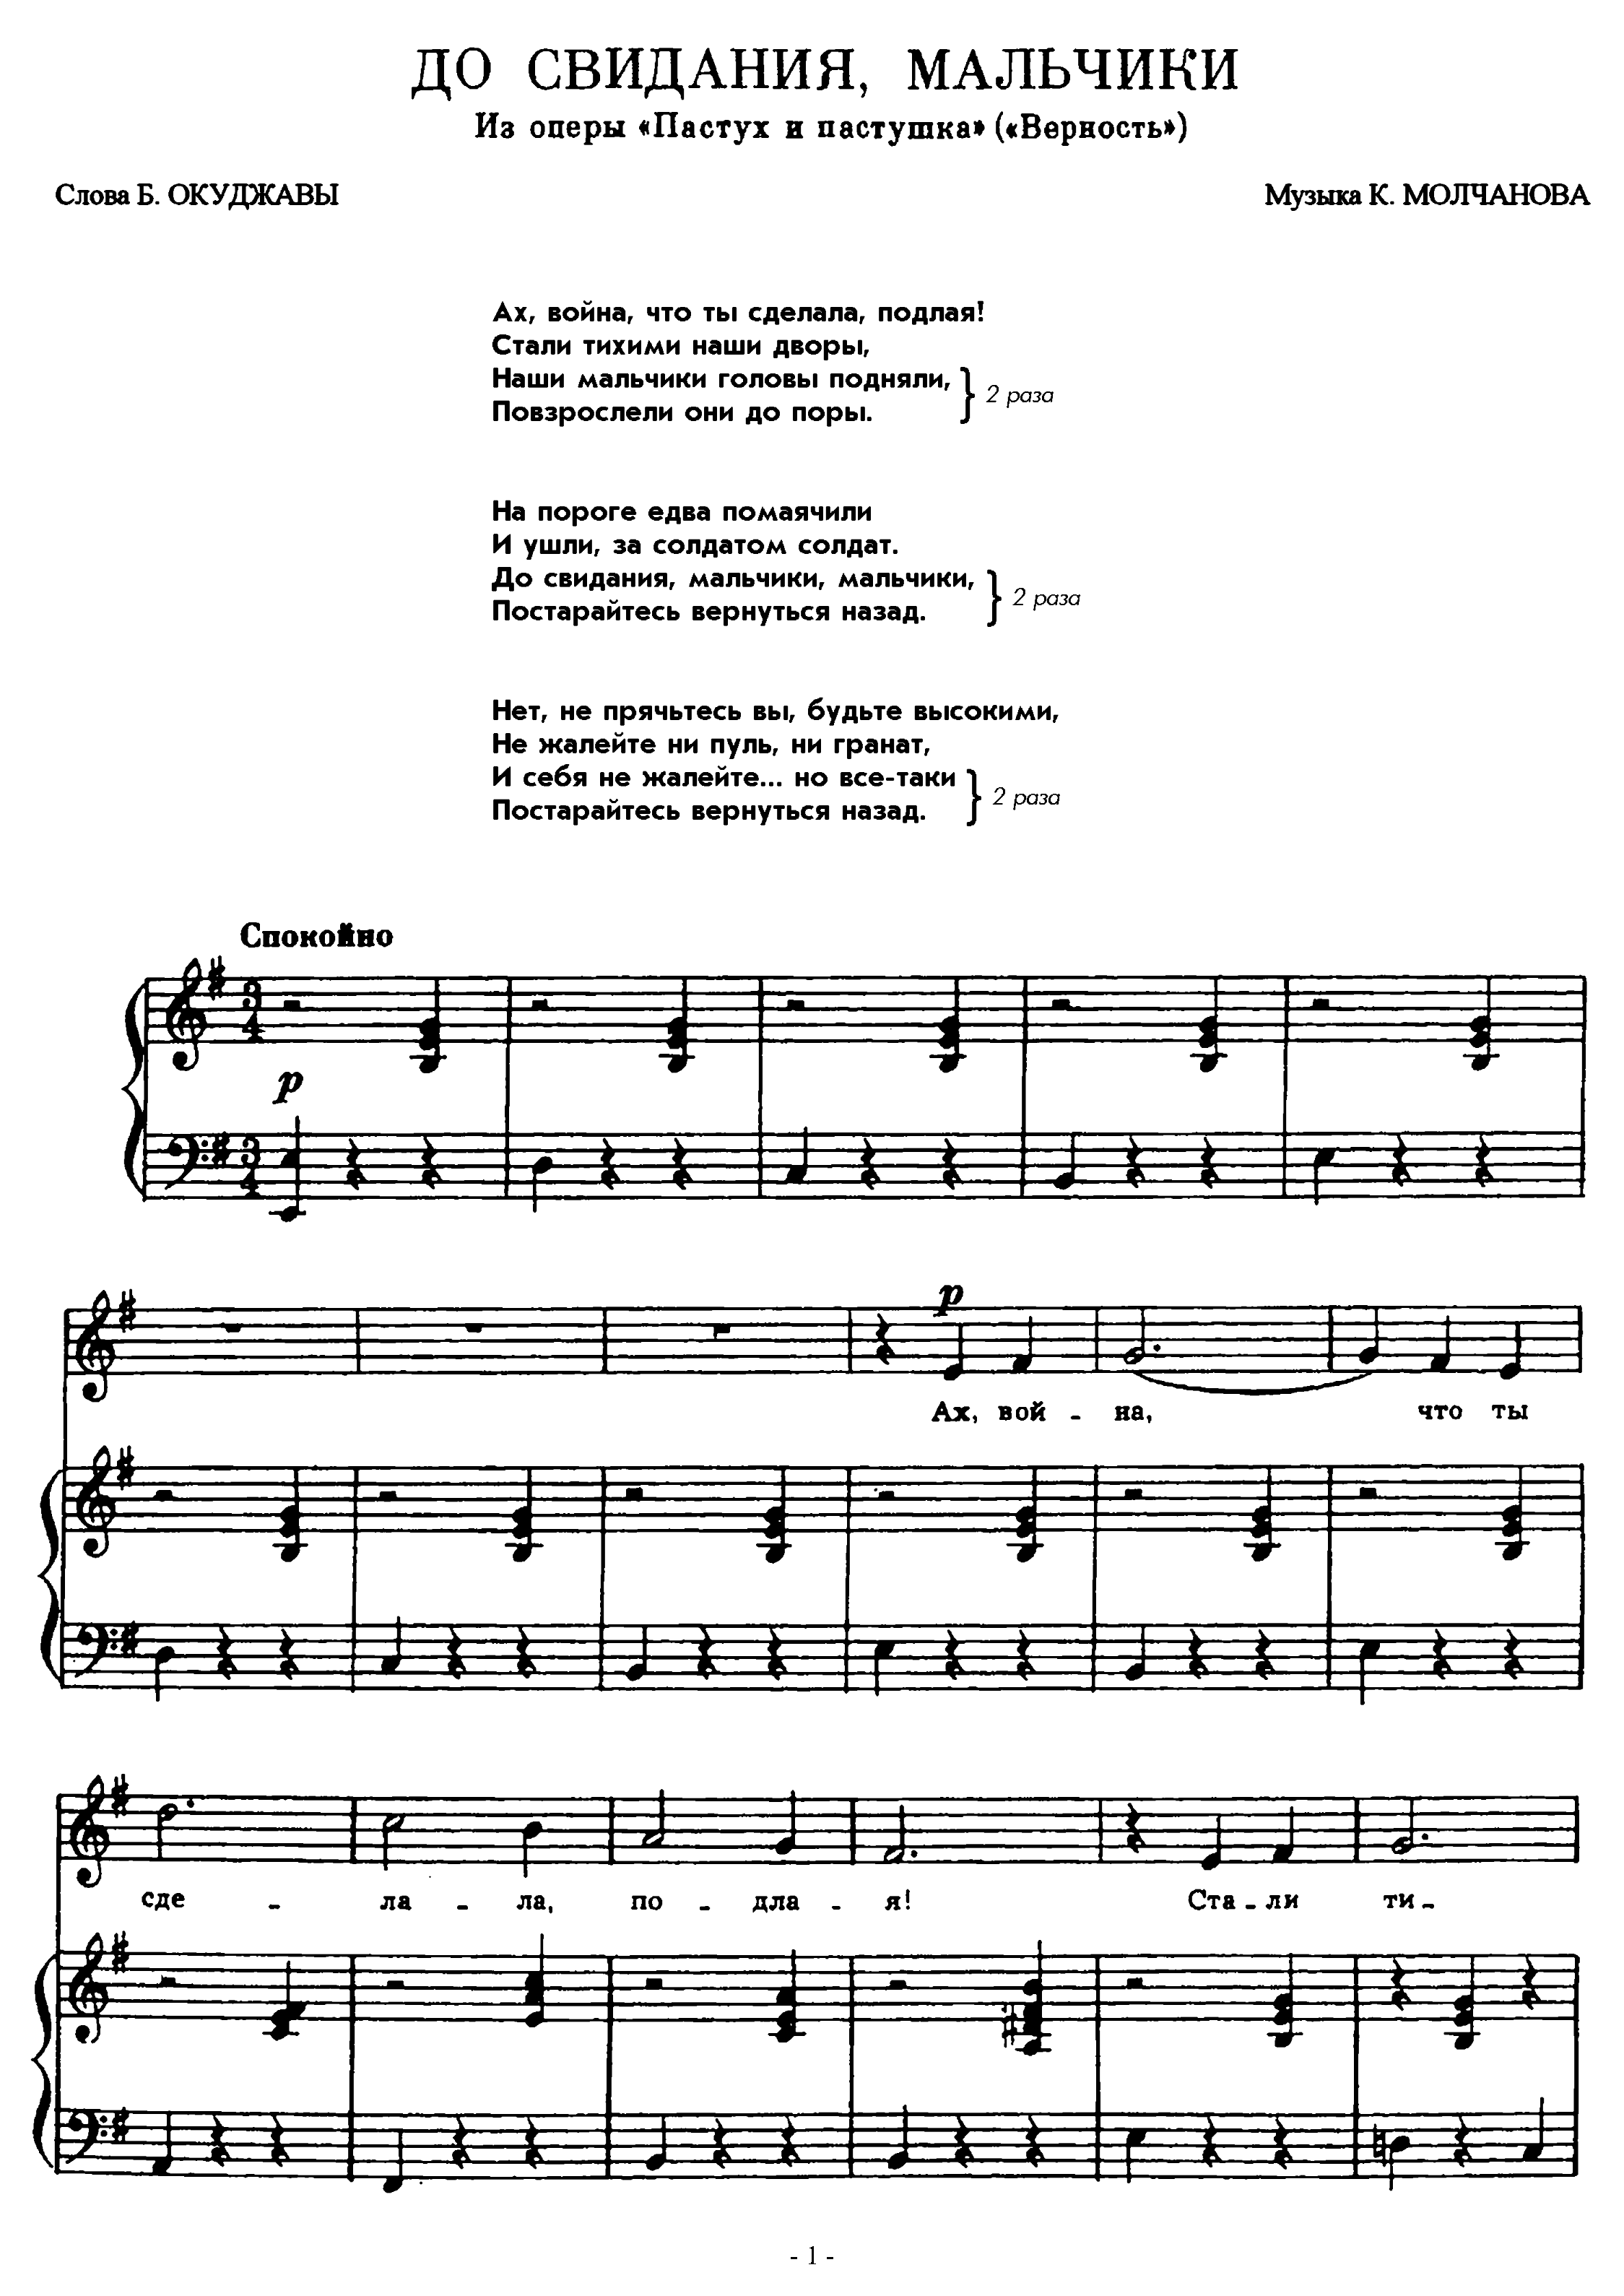 ДО СВИДАНИЯ, МАЛЬЧИКИ
Из оперы «Пастух и пастушка» («Верность»)
Слова Б. ОКУДЖАВЫ
Музыка К. МОЛЧАНОВА
Ах, война, что ты сделала, подлая!
Стали тихими наши дворы,
Наши мальчики головы подняли,
Повзрослели они до поры.
2 раза
На пороге едва помаячили
И ушли, за солдатом солдат.
До свидания, мальчики, мальчики,
Постарайтесь вернуться назад.
2 раза
Нет, не прячьтесь вы, будьте высокими,
Не жалейте ни пуль, ни гранат,
И себя не жалейте... но все-таки
Постарайтесь вернуться назад.
2 раза
Спокойно
3/4
p
3/4
p
Ах, вой - на, что ты
сде - ла - ла, по - дла - я! Ста - ли ти -
- 1 -